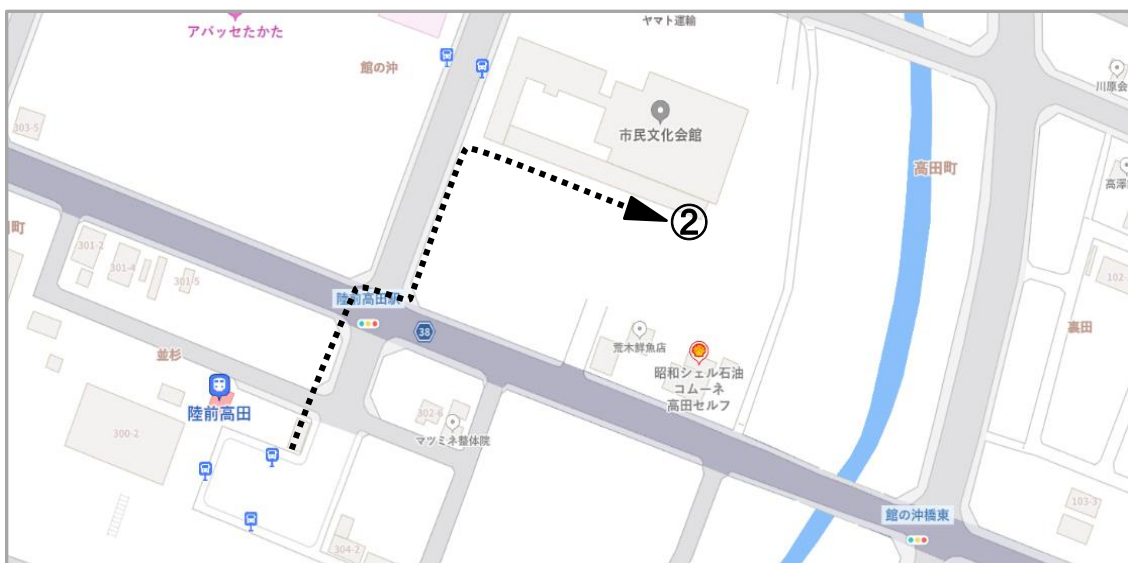 ヤマト運輸
アバッセたかた
館の沖
川原会
303-5
市民文化会館
高田町
高澤
町
②
301-2
301-4
301-5
102-
陸前高田駅
38
裏田
荒木鮮魚店
並杉
昭和シェル石油
コムーネ
高田セルフ
陸前高田
302-6
300-2
マツミネ整体院
103-3
館の沖橋東
304-2